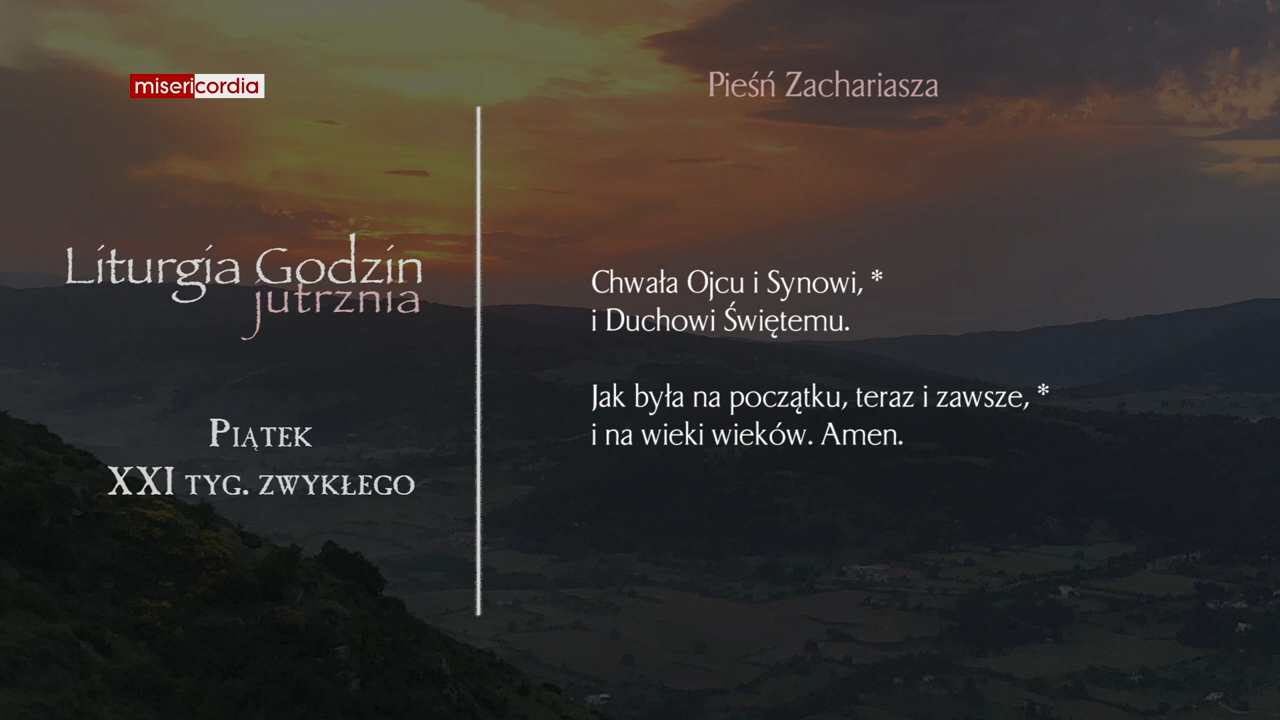 misericordia
Liturgia Godzin
jutrznia
Piątek
XXI tyg. zwykłego
Pieśń Zachariasza
Chwała Ojcu i Synowi, *
i Duchowi Świętemu.
Jak była na początku, teraz i zawsze, *
i na wieki wieków. Amen.